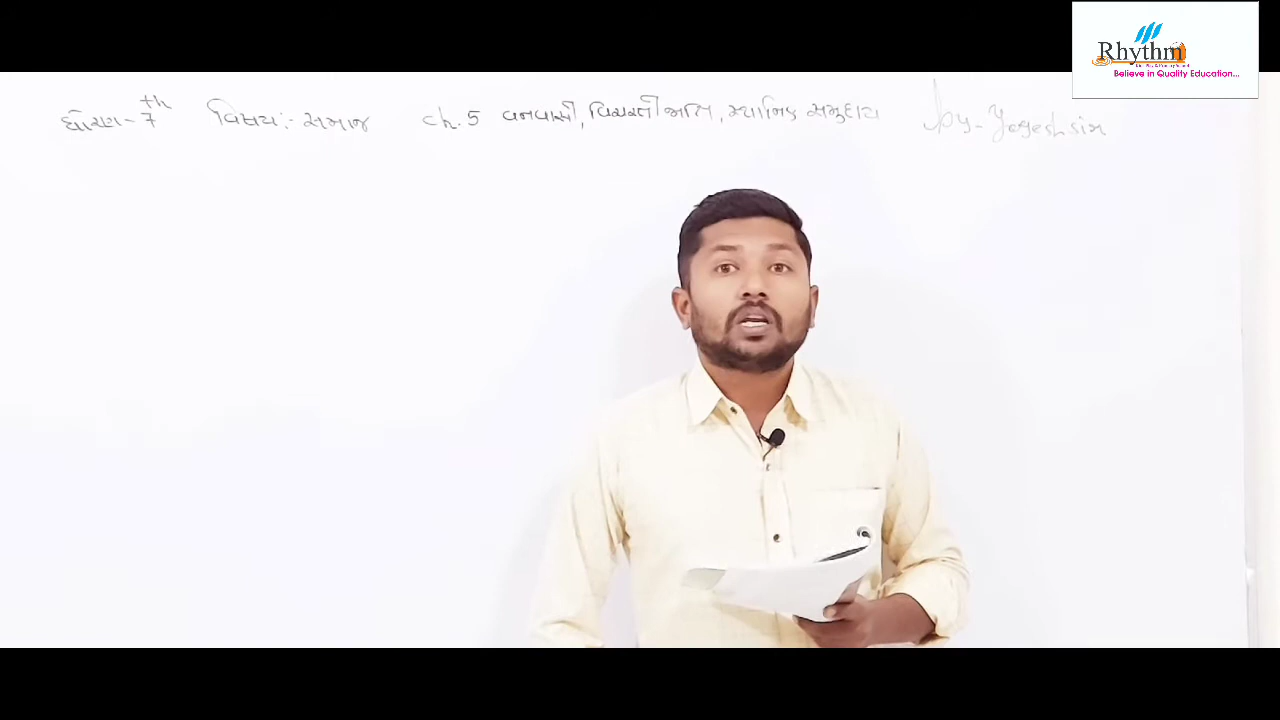 Rhythm
Believe in Quality Education...
ધોરણ - 7th વિષય:- સમાજ ch. 5 વનવાસી, વિચરતી જાતિ, સ્થાનિક સમુદાય by - Yogesh sir